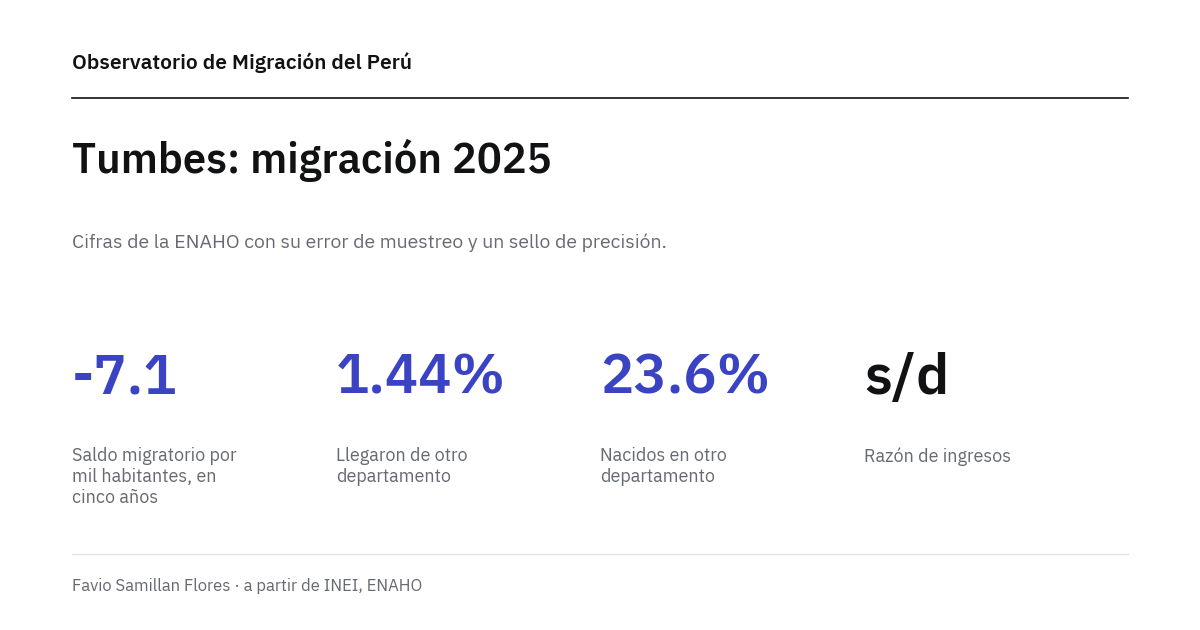 Observatorio de Migración del Perú
Tumbes: migración 2025
Cifras de la ENAHO con su error de muestreo y un sello de precisión.
-7.1
Saldo migratorio por
mil habitantes, en
cinco años
1.44%
Llegaron de otro
departamento
23.6%
Nacidos en otro
departamento
s/d
Razón de ingresos
Favio Samillan Flores · a partir de INEI, ENAHO